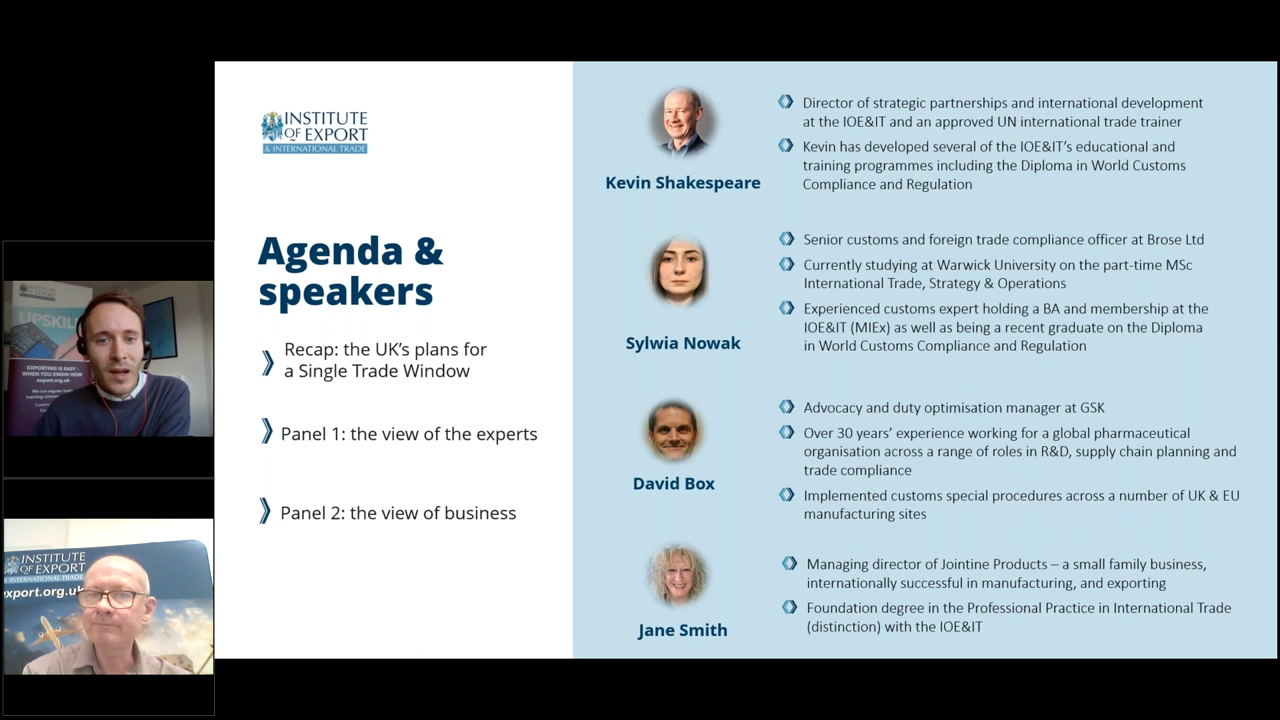 INSTITUTE
OF EXPORT
& INTERNATIONAL TRADE
Agenda &
speakers
Recap: the UK's plans for
a Single Trade Window
Panel 1: the view of the experts
Panel 2: the view of business
Kevin Shakespeare
Director of strategic partnerships and international development
at the IOE&IT and an approved UN international trade trainer
Kevin has developed several of the IOE&IT's educational and
training programmes including the Diploma in World Customs
Compliance and Regulation
Sylwia Nowak
Senior customs and foreign trade compliance officer at Brose Ltd
Currently studying at Warwick University on the part-time MSc
International Trade, Strategy & Operations
Experienced customs expert holding a BA and membership at the
IOE&IT (MIEx) as well as being a recent graduate on the Diploma
in World Customs Compliance and Regulation
David Box
Advocacy and duty optimisation manager at GSK
Over 30 years' experience working for a global pharmaceutical
organisation across a range of roles in R&D, supply chain planning and
trade compliance
Implemented customs special procedures across a number of UK & EU
manufacturing sites
Jane Smith
Managing director of Jointine Products – a small family business,
internationally successful in manufacturing, and exporting
Foundation degree in the Professional Practice in International Trade
(distinction) with the IOE&IT
UPSKIL
EXPORTING IS EASY -
WHEN YOU KNOW HOW
export.org.uk
INSTITUTE
OF EXPORT
& INTERNATIONAL TRADE
export.org.uk